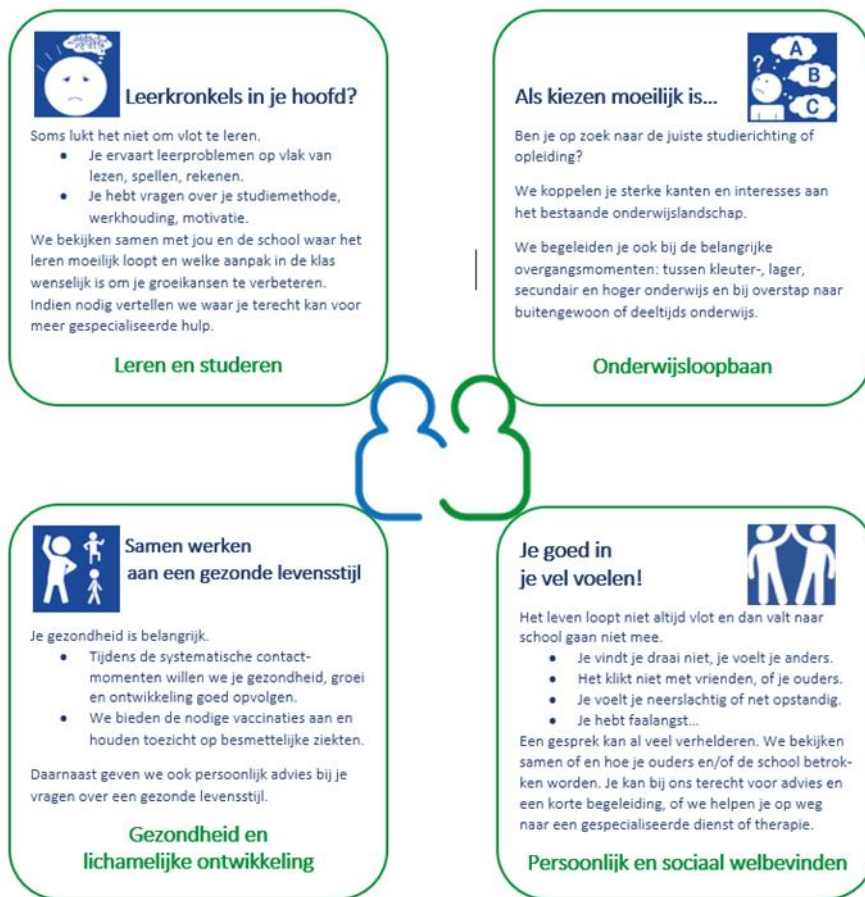 Leerkronkels in je hoofd?
Soms lukt het niet om vlot te leren.
• Je ervaart leerproblemen op vlak van
lezen, spellen, rekenen.
• Je hebt vragen over je studiemethode,
werkhouding, motivatie.
We bekijken samen met jou en de school waar het
leren moeilijk loopt en welke aanpak in de klas
wenselijk is om je groeikansen te verbeteren.
Indien nodig vertellen we waar je terecht kan voor
meer gespecialiseerde hulp.
Leren en studeren
A
B
C
?
Als kiezen moeilijk is...
Ben je op zoek naar de juiste studierichting of
opleiding?
We koppelen je sterke kanten en interesses aan
het bestaande onderwijslandschap.
We begeleiden je ook bij de belangrijke
overgangsmomenten: tussen kleuter-, lager,
secundair en hoger onderwijs en bij overstap naar
buitengewoon of deeltijds onderwijs.
Onderwijsloopbaan
Samen werken
aan een gezonde levensstijl
Je gezondheid is belangrijk.
• Tijdens de systematische contact-
momenten willen we je gezondheid, groei
en ontwikkeling goed opvolgen.
• We bieden de nodige vaccinaties aan en
houden toezicht op besmettelijke ziekten.
Daarnaast geven we ook persoonlijk advies bij je
vragen over een gezonde levensstijl.
Gezondheid en
lichamelijke ontwikkeling
Je goed in
je vel voelen!
Het leven loopt niet altijd vlot en dan valt naar
school gaan niet mee.
• Je vindt je draai niet, je voelt je anders.
• Het klikt niet met vrienden, of je ouders.
• Je voelt je neerslachtig of net opstandig.
• Je hebt faalangst...
Een gesprek kan al veel verhelderen. We bekijken
samen of en hoe je ouders en/of de school betrok-
ken worden. Je kan bij ons terecht voor advies en
een korte begeleiding, of we helpen je op weg
naar een gespecialiseerde dienst of therapie.
Persoonlijk en sociaal welbevinden